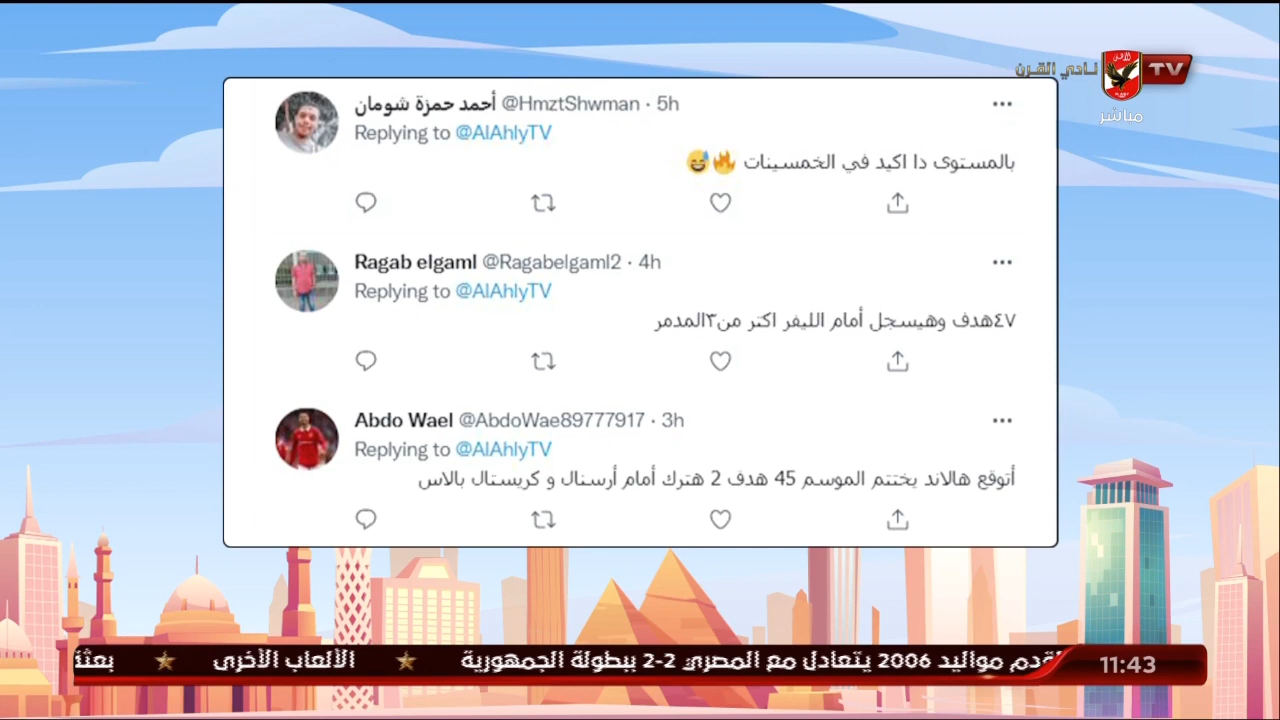 نادي القرن
TV
مباشر
أحمد حمزة شومان @HmztShwman · 5h
Replying to @AlAhlyTV
بالمستوى دا اكيد في الخمسينات 🔥😅
Ragab elgaml @Ragabelgaml2 · 4h
Replying to @AlAhlyTV
٤٧هدف وهيسجل أمام الليفر اكتر من٣المدمر
Abdo Wael @AbdoWae89777917 · 3h
Replying to @AlAhlyTV
أتوقع هالاند يختتم الموسم 45 هدف 2 هترك أمام أرسنال و كريستال بالاس
مواليد 2006 يتعادل مع المصري 2-2 ببطولة الجمهورية ★ الألعاب الأخرى ★
11:43